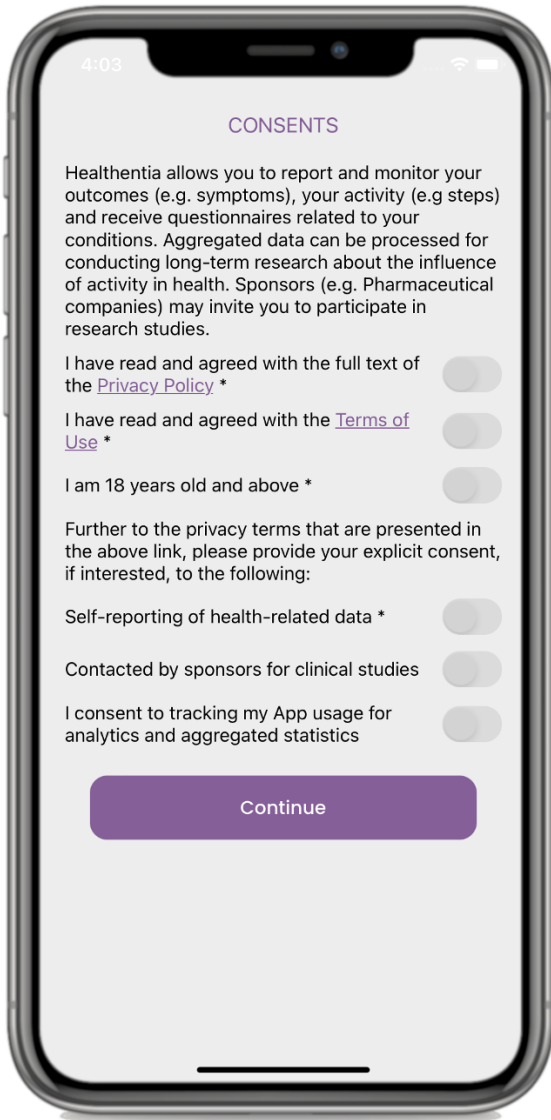 4:03
CONSENTS
Healthentia allows you to report and monitor your
outcomes (e.g. symptoms), your activity (e.g steps)
and receive questionnaires related to your
conditions. Aggregated data can be processed for
conducting long-term research about the influence
of activity in health. Sponsors (e.g. Pharmaceutical
companies) may invite you to participate in
research studies.
I have read and agreed with the full text of
the Privacy Policy *
I have read and agreed with the Terms of
Use *
I am 18 years old and above *
Further to the privacy terms that are presented in
the above link, please provide your explicit consent,
if interested, to the following:
Self-reporting of health-related data *
Contacted by sponsors for clinical studies
I consent to tracking my App usage for
analytics and aggregated statistics
Continue